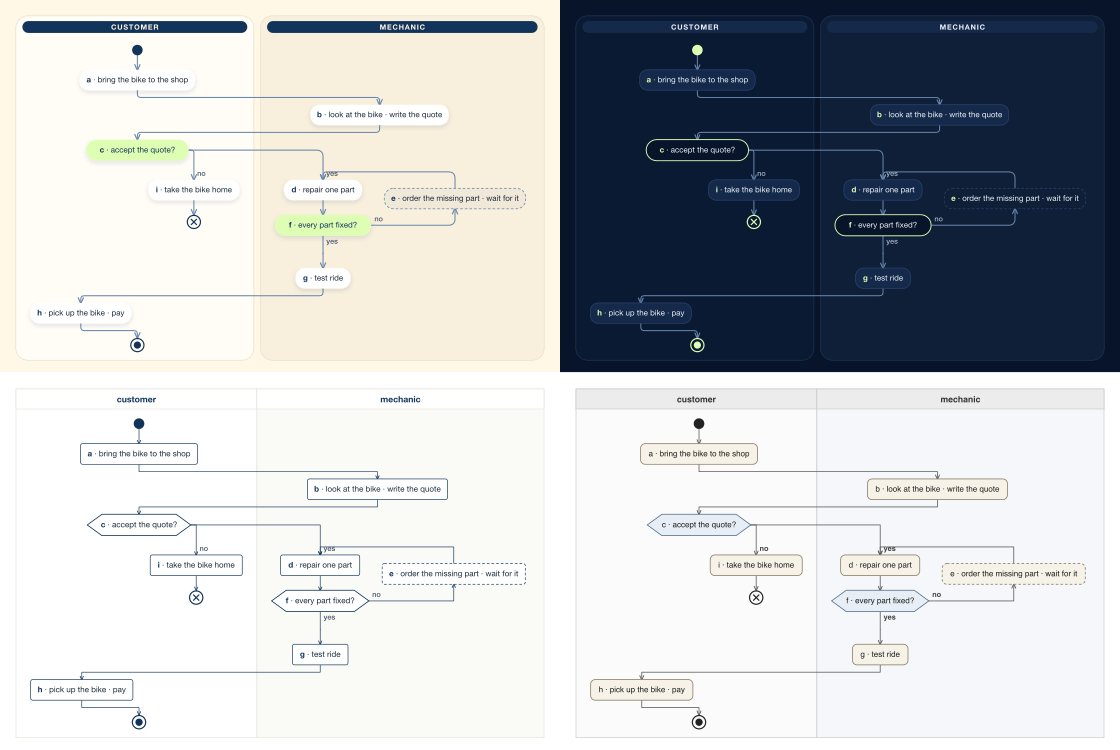 CUSTOMER
MECHANIC
a · bring the bike to the shop
b · look at the bike · write the quote
c · accept the quote?
no
yes
i · take the bike home
d · repair one part
e · order the missing part · wait for it
f · every part fixed?
no
yes
g · test ride
h · pick up the bike · pay
CUSTOMER
MECHANIC
a · bring the bike to the shop
b · look at the bike · write the quote
c · accept the quote?
no
yes
i · take the bike home
d · repair one part
e · order the missing part · wait for it
f · every part fixed?
no
yes
g · test ride
h · pick up the bike · pay
customer
mechanic
a · bring the bike to the shop
b · look at the bike · write the quote
c · accept the quote?
no
yes
i · take the bike home
d · repair one part
e · order the missing part · wait for it
f · every part fixed?
no
yes
g · test ride
h · pick up the bike · pay
customer
mechanic
a · bring the bike to the shop
b · look at the bike · write the quote
c · accept the quote?
no
yes
i · take the bike home
d · repair one part
e · order the missing part · wait for it
f · every part fixed?
no
yes
g · test ride
h · pick up the bike · pay